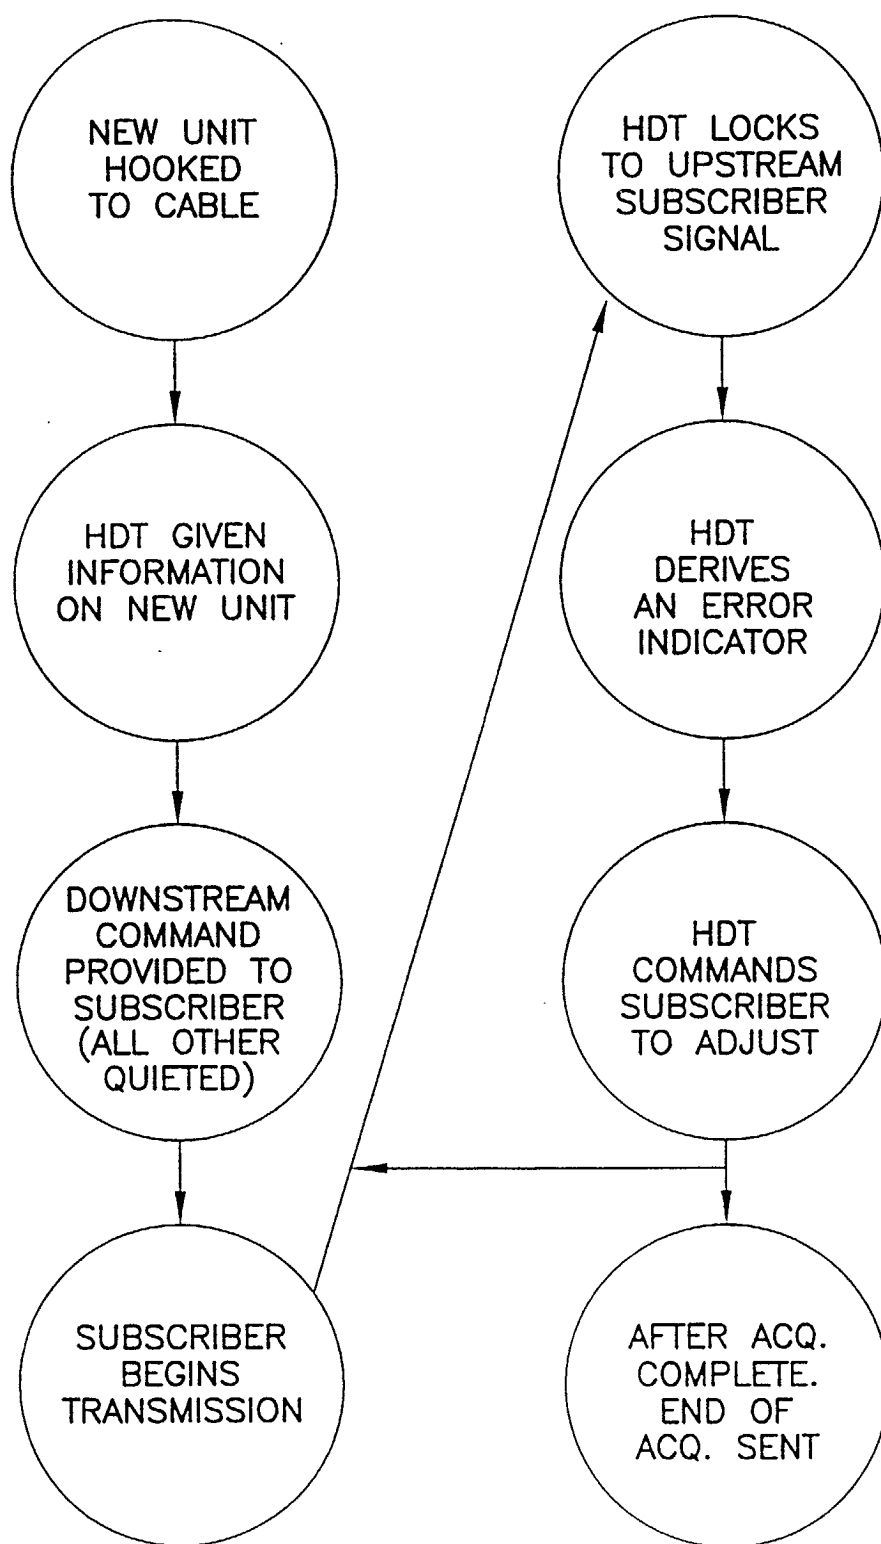 NEW UNIT
HOOKED
TO CABLE
HDT GIVEN
INFORMATION
ON NEW UNIT
DOWNSTREAM
COMMAND
PROVIDED TO
SUBSCRIBER
(ALL OTHER
QUIETED)
SUBSCRIBER
BEGINS
TRANSMISSION
HDT LOCKS
TO UPSTREAM
SUBSCRIBER
SIGNAL
HDT
DERIVES
AN ERROR
INDICATOR
HDT
COMMANDS
SUBSCRIBER
TO ADJUST
AFTER ACQ.
COMPLETE.
END OF
ACQ. SENT